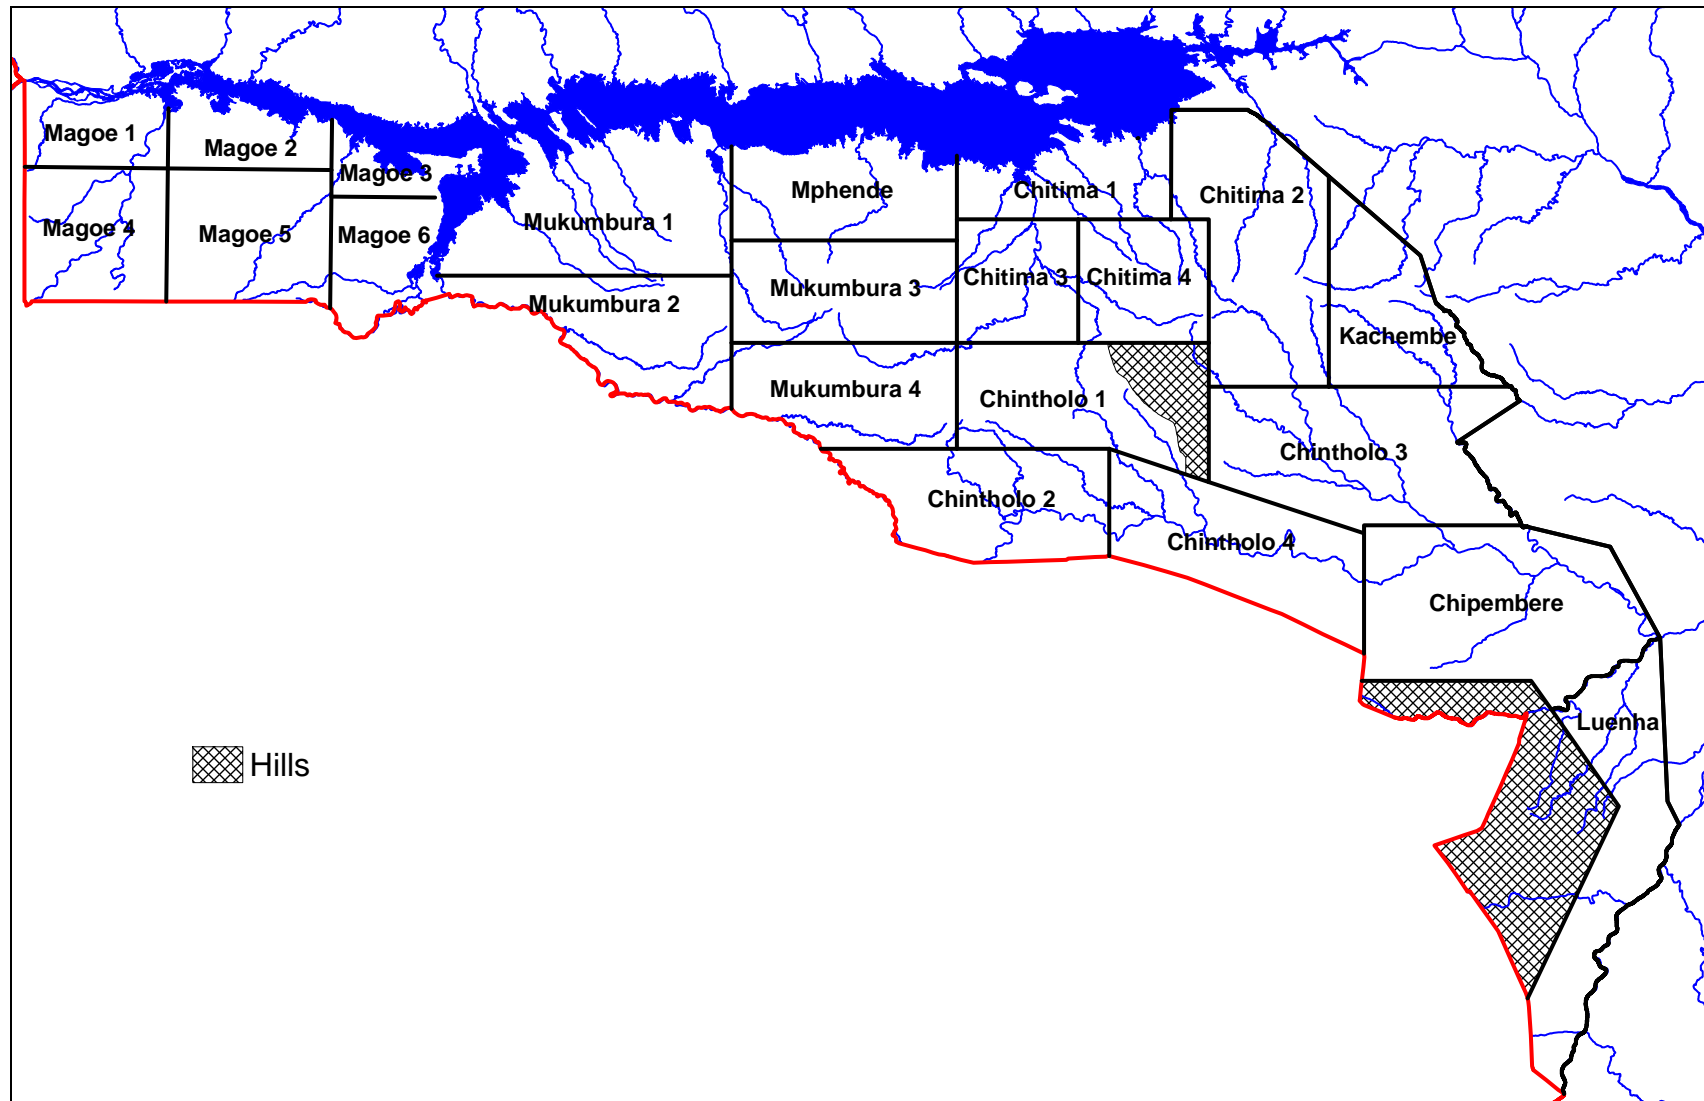 Magoe 1
Magoe 2
Magoe 3
Mphende
Chitima 1
Chitima 2
Magoe 4
Magoe 5
Magoe 6
Mukumbura 1
Mukumbura 2
Mukumbura 3
Chitima 3
Chitima 4
Kachembe
Mukumbura 4
Chintholo 1
Chintholo 3
Chintholo 2
Chintholo 4
Chipembere
Luenha
Hills